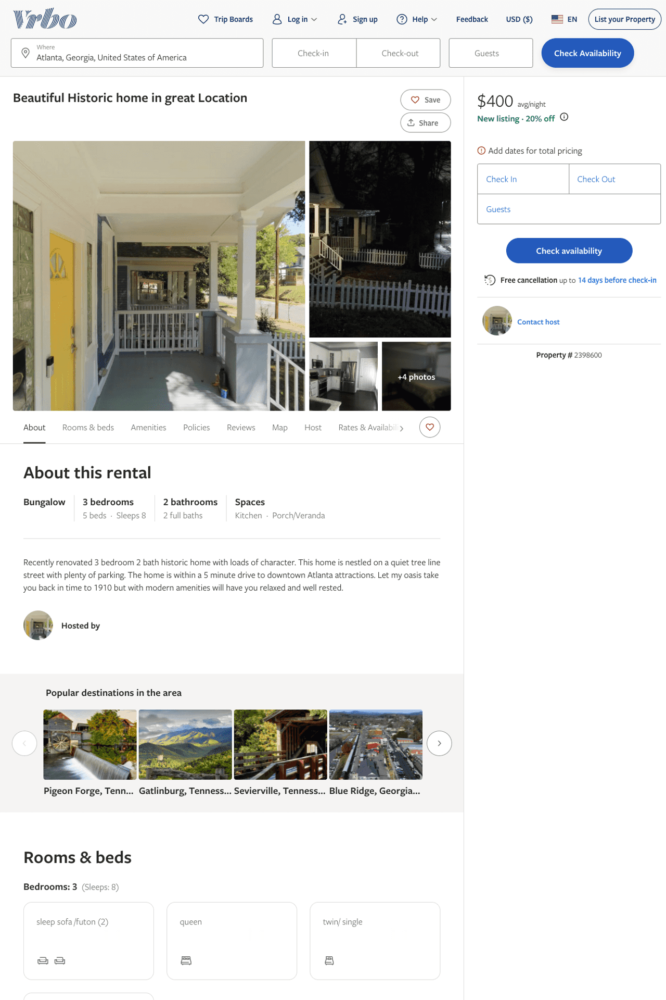 Vrbo
Trip Boards
Log in
Sign up
Help
Feedback
USD ($)
EN
List your Property
Where
Atlanta, Georgia, United States of America
Check-in
Check-out
Guests
Check Availability
Beautiful Historic home in great Location
Save
Share
+4 photos
$400 avg/night
New listing · 20% off
Add dates for total pricing
Check In
Check Out
Guests
Check availability
Free cancellation up to 14 days before check-in
Contact host
Property # 2398600
About
Rooms & beds
Amenities
Policies
Reviews
Map
Host
Rates & Availabili
About this rental
Bungalow
3 bedrooms
5 beds · Sleeps 8
2 bathrooms
2 full baths
Spaces
Kitchen · Porch/Veranda
Recently renovated 3 bedroom 2 bath historic home with loads of character. This home is nestled on a quiet tree line
street with plenty of parking. The home is within a 5 minute drive to downtown Atlanta attractions. Let my oasis take
you back in time to 1910 but with modern amenities will have you relaxed and well rested.
Hosted by
Popular destinations in the area
Pigeon Forge, Tenn...
Gatlinburg, Tenness...
Sevierville, Tenness...
Blue Ridge, Georgia...
Rooms & beds
Bedrooms: 3 (Sleeps: 8)
sleep sofa /futon (2)
queen
twin/ single